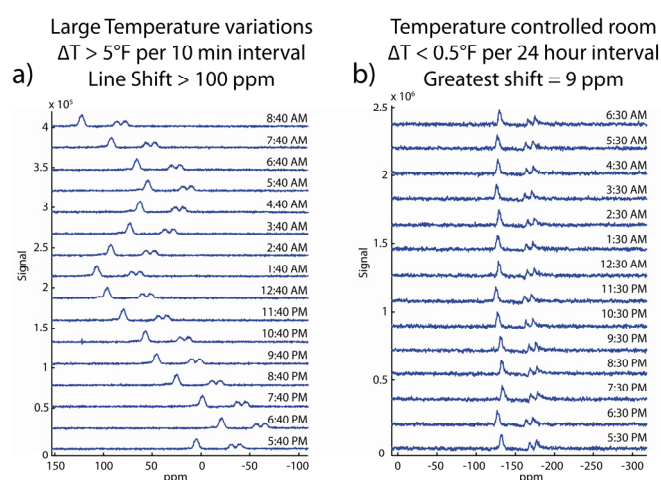 Large Temperature variations
ΔT > 5°F per 10 min interval
Line Shift > 100 ppm
a)
x 10⁵
4
3.5
3
2.5
2
1.5
1
0.5
0
Signal
8:40 AM
7:40 AM
6:40 AM
5:40 AM
4:40 AM
3:40 AM
2:40 AM
1:40 AM
12:40 AM
11:40 PM
10:40 PM
9:40 PM
8:40 PM
7:40 PM
6:40 PM
5:40 PM
150 100 50 0 -50 -100
ppm
Temperature controlled room
ΔT < 0.5°F per 24 hour interval
Greatest shift = 9 ppm
b)
x 10⁶
2.5
2
1.5
1
0.5
0
Signal
6:30 AM
5:30 AM
4:30 AM
3:30 AM
2:30 AM
1:30 AM
12:30 AM
11:30 PM
10:30 PM
9:30 PM
8:30 PM
7:30 PM
6:30 PM
5:30 PM
0 -50 -100 -150 -200 -250 -300
ppm